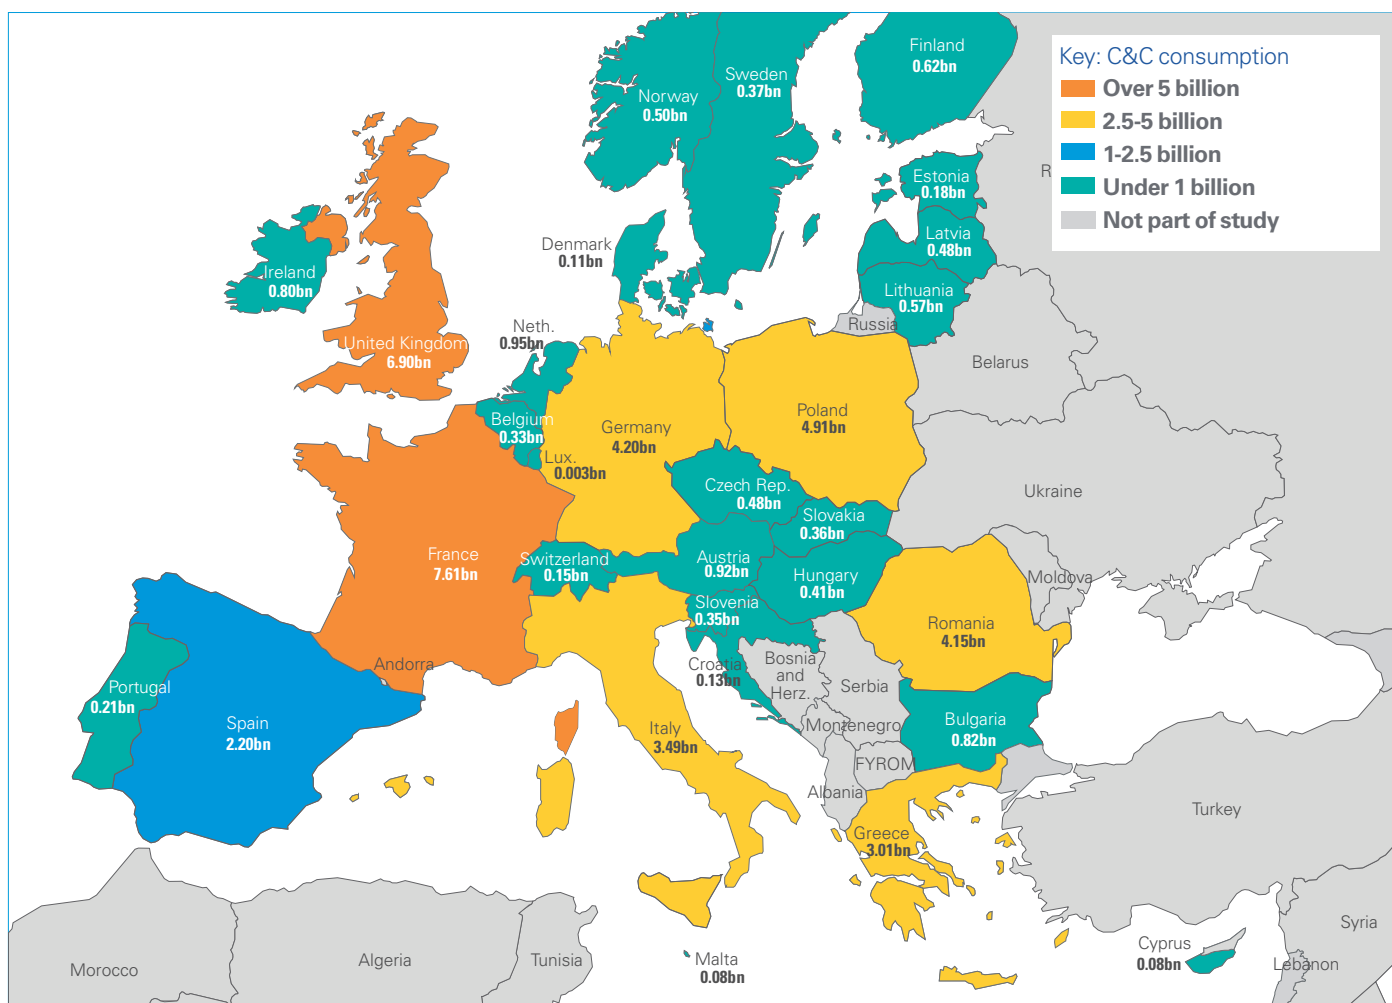 Key: C&C consumption
Over 5 billion
2.5-5 billion
1-2.5 billion
Under 1 billion
Not part of study
R
Finland
0.62bn
Sweden
0.37bn
Norway
0.50bn
Estonia
0.18bn
Latvia
0.48bn
Lithuania
0.57bn
Denmark
0.11bn
Ireland
0.80bn
United Kingdom
6.90bn
Neth.
0.95bn
Russia
Belarus
Belgium
0.33bn
Lux.
0.003bn
Germany
4.20bn
Poland
4.91bn
Czech Rep.
0.48bn
Slovakia
0.36bn
Ukraine
France
7.61bn
Switzerland
0.15bn
Austria
0.92bn
Hungary
0.41bn
Moldova
Slovenia
0.35bn
Romania
4.15bn
Croatia
0.13bn
Bosnia
and
Herz.
Serbia
Andorra
Portugal
0.21bn
Spain
2.20bn
Italy
3.49bn
Montenegro
Bulgaria
0.82bn
FYROM
Albania
Greece
3.01bn
Turkey
Morocco
Algeria
Tunisia
Malta
0.08bn
Cyprus
0.08bn
Syria
Lebanon